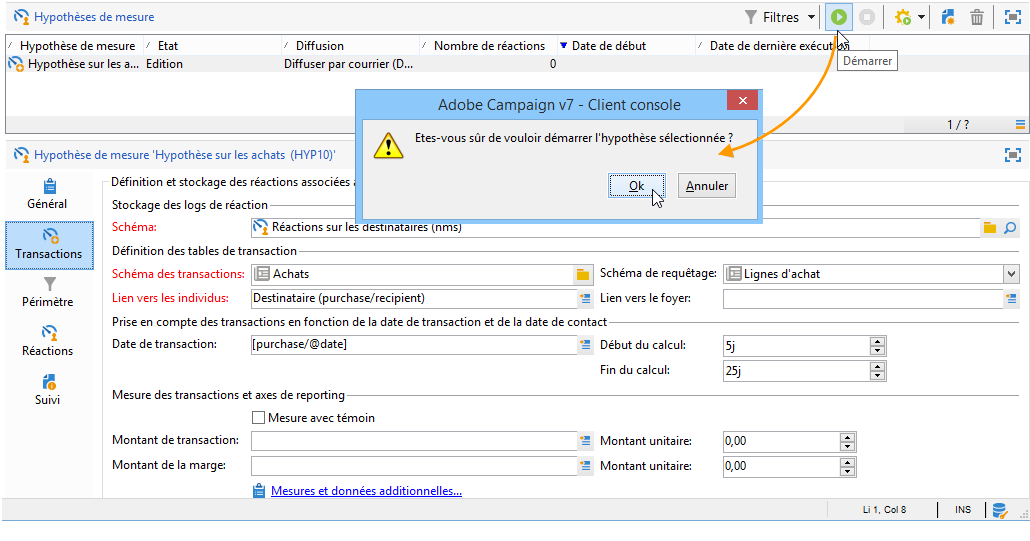 Hypothèses de mesure
Filtres
Hypothèse de mesure Etat Diffusion Nombre de réactions Date de début Date de dernière exécution
Hypothèse sur les a... Edition Diffuser par courrier (D... 0
Démarrer
Adobe Campaign v7 - Client console
Etes-vous sûr de vouloir démarrer l'hypothèse sélectionnée ?
Ok Annuler
1 / ?
Hypothèse de mesure 'Hypothèse sur les achats (HYP10)'
Général
Transactions
Périmètre
Réactions
Suivi
Définition et stockage des réactions associées
Stockage des logs de réaction
Schéma: Réactions sur les destinataires (nms)
Définition des tables de transaction
Schéma des transactions: Achats Schéma de requêtage: Lignes d'achat
Lien vers les individus: Destinataire (purchase/recipient) Lien vers le foyer:
Prise en compte des transactions en fonction de la date de transaction et de la date de contact
Date de transaction: [purchase/@date] Début du calcul: 5j
Fin du calcul: 25j
Mesure des transactions et axes de reporting
Mesure avec témoin
Montant de transaction: Montant unitaire: 0,00
Montant de la marge: Montant unitaire: 0,00
Mesures et données additionnelles...
Li 1, Col 8 INS